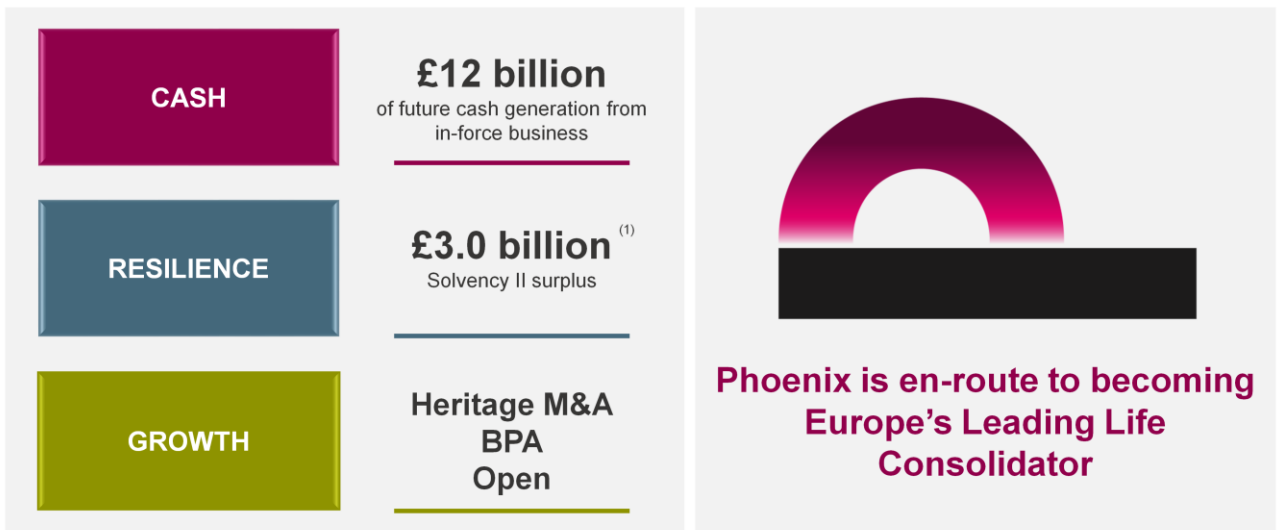 CASH
£12 billion
of future cash generation from
in-force business
RESILIENCE
£3.0 billion (1)
Solvency II surplus
GROWTH
Heritage M&A
BPA
Open
Phoenix is en-route to becoming
Europe’s Leading Life
Consolidator